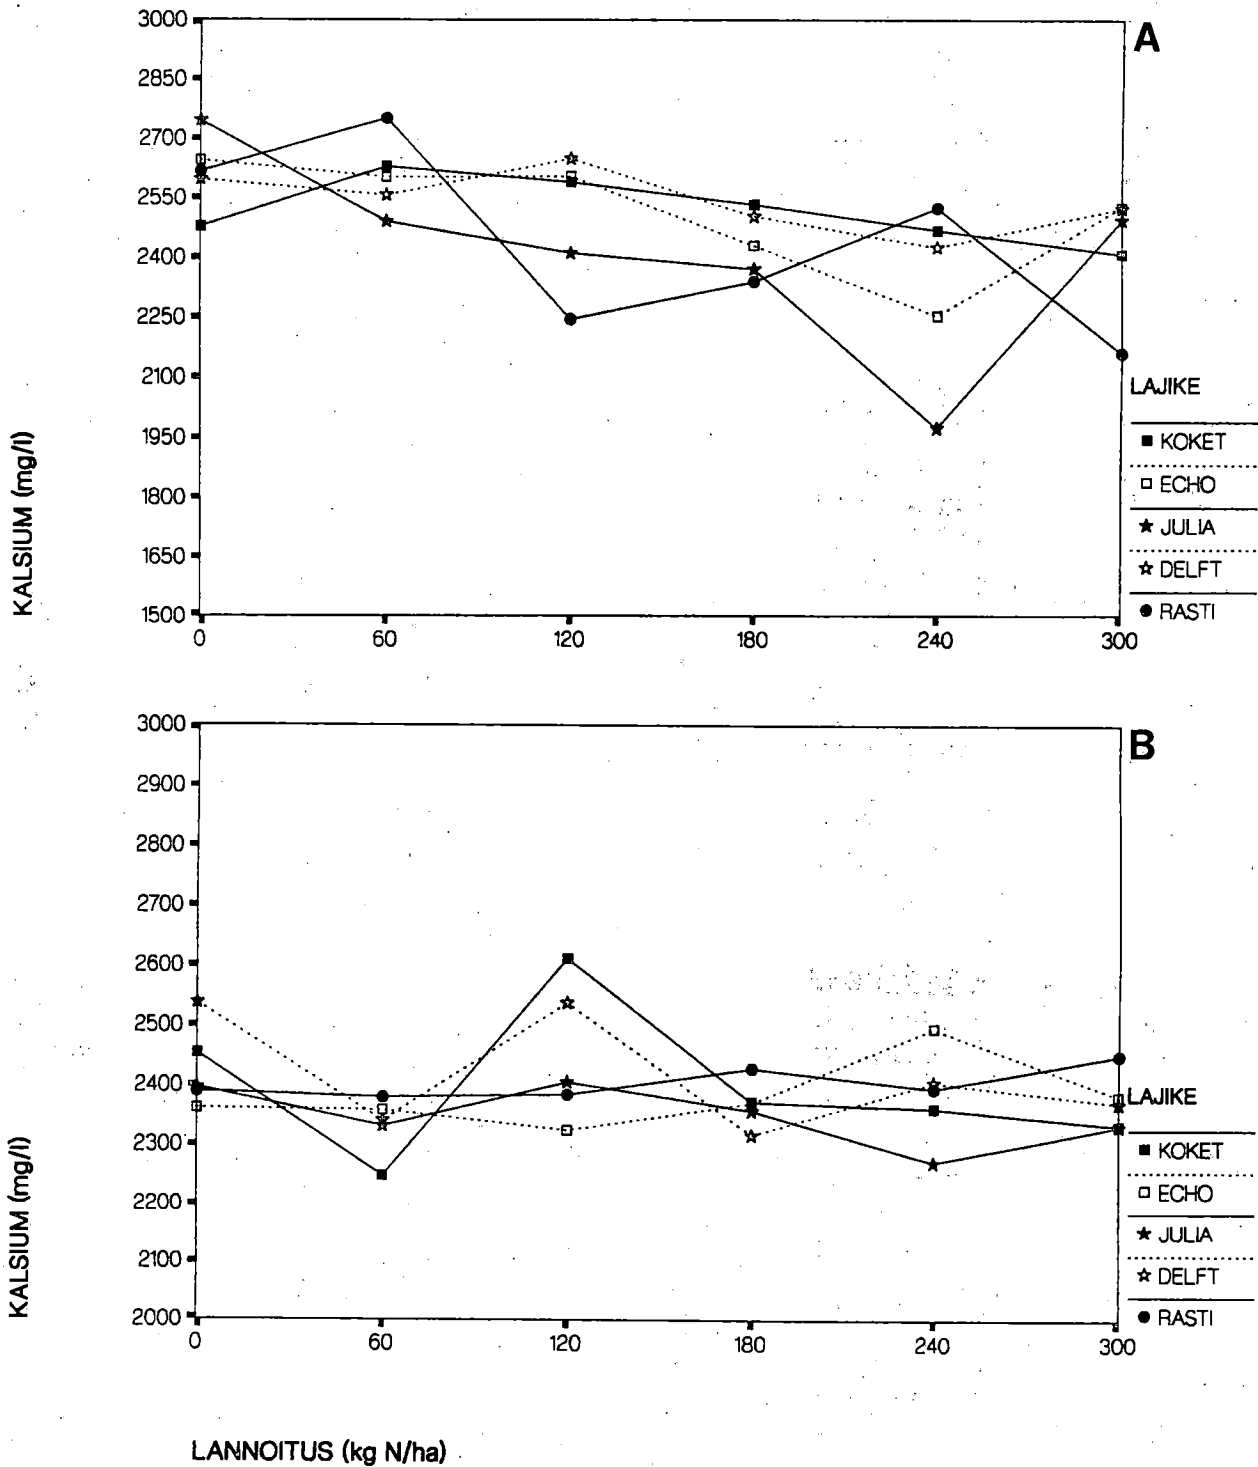 A
3000
2850
2700
2550
2400
2250
2100
1950
1800
1650
1500
KALSIUM (mg/l)
0 60 120 180 240 300
LAJIKE
KOKET
ECHO
JULIA
DELFT
RASTI
B
3000
2900
2800
2700
2600
2500
2400
2300
2200
2100
2000
KALSIUM (mg/l)
0 60 120 180 240 300
LAJIKE
KOKET
ECHO
JULIA
DELFT
RASTI
LANNOITUS (kg N/ha)